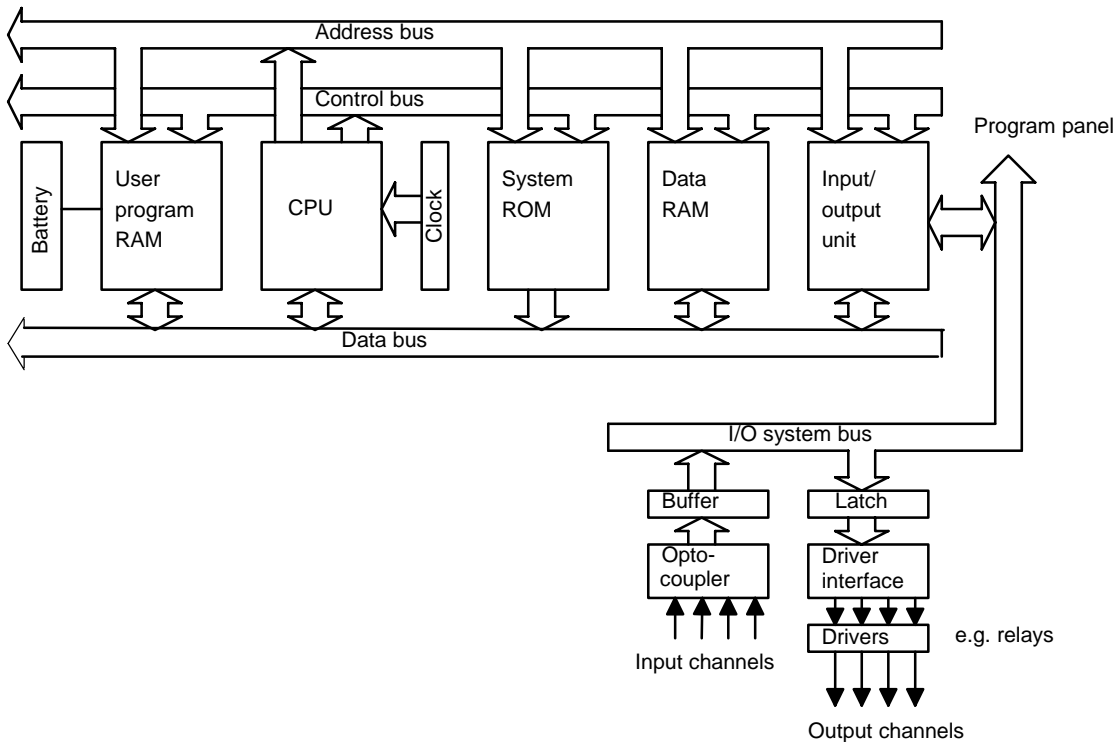 Address bus
Control bus
Program panel
Battery
User
program
RAM
CPU
Clock
System
ROM
Data
RAM
Input/
output
unit
Data bus
I/O system bus
Buffer
Latch
Opto-
coupler
Driver
interface
Drivers
e.g. relays
Input channels
Output channels